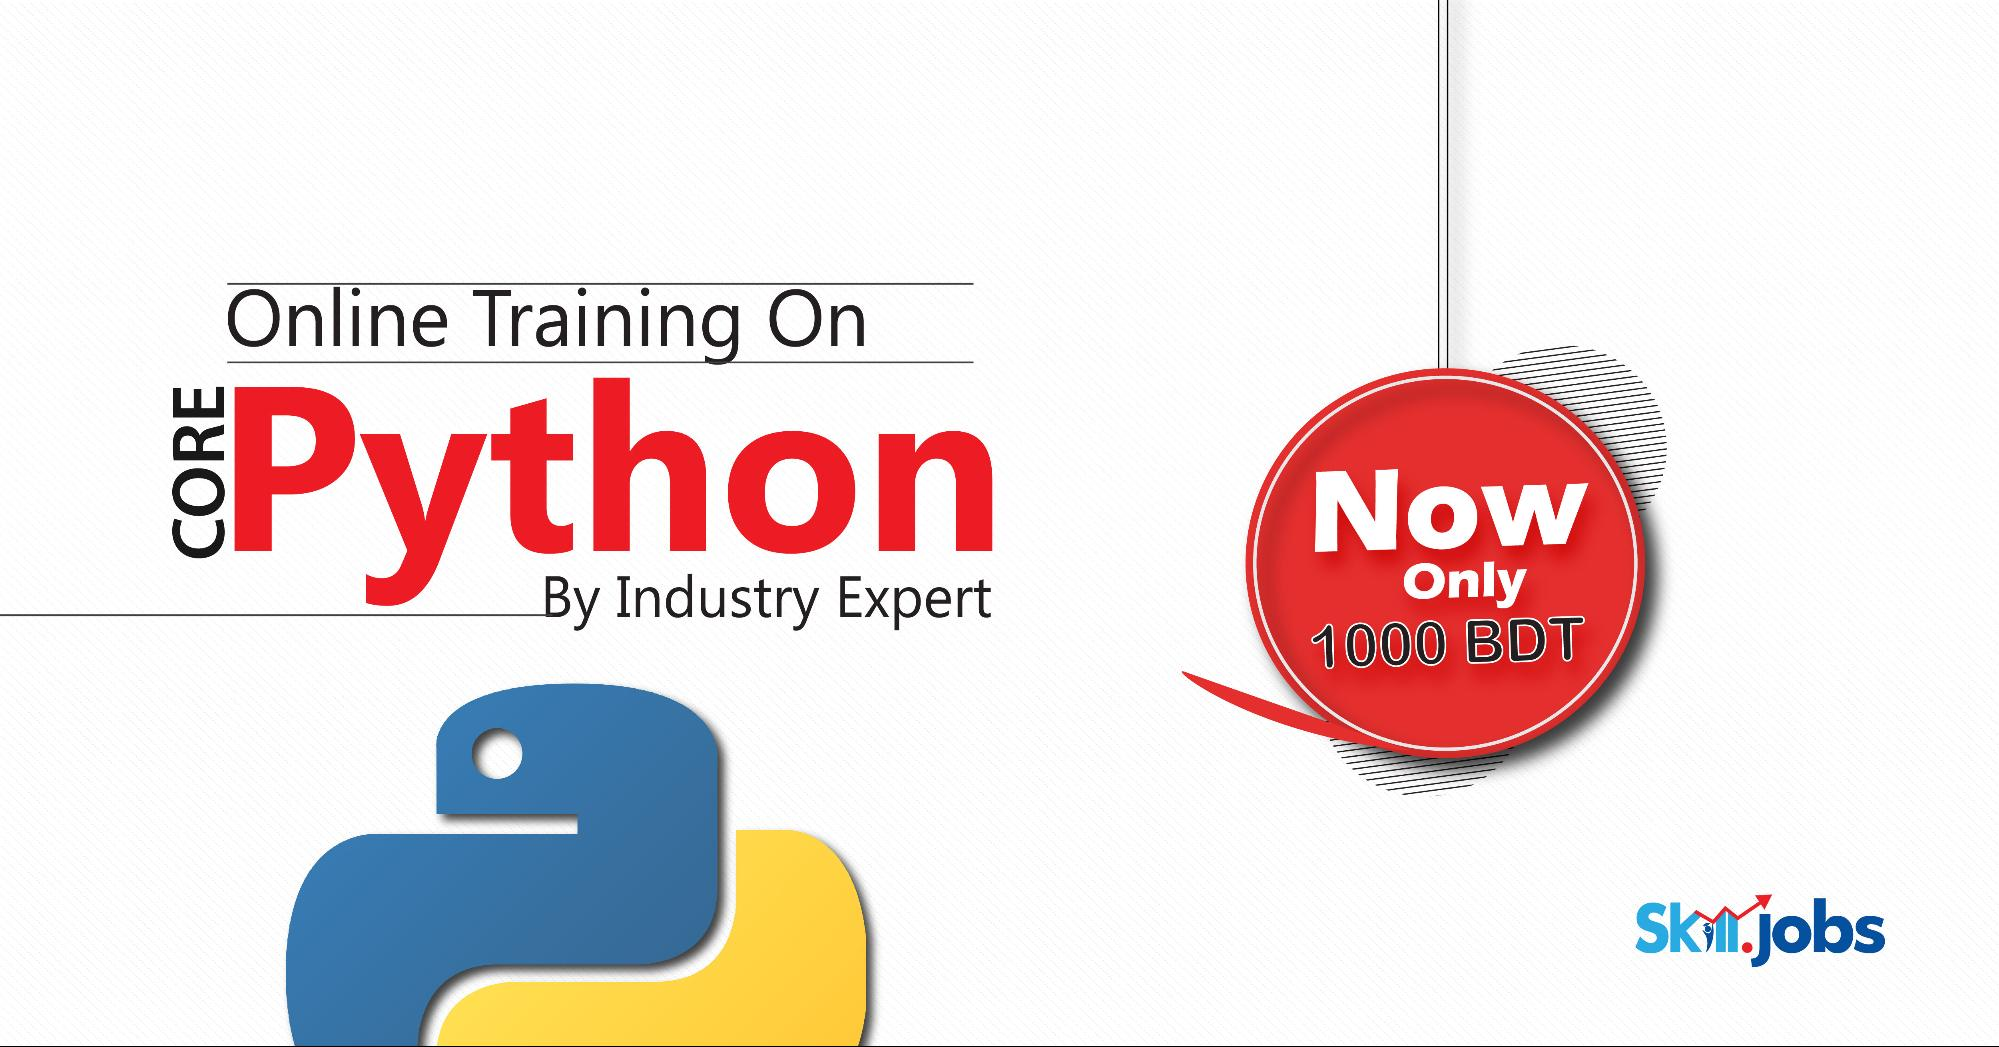 Online Training On
CORE
Python
By Industry Expert
Now
Only
1000 BDT
Skill.jobs